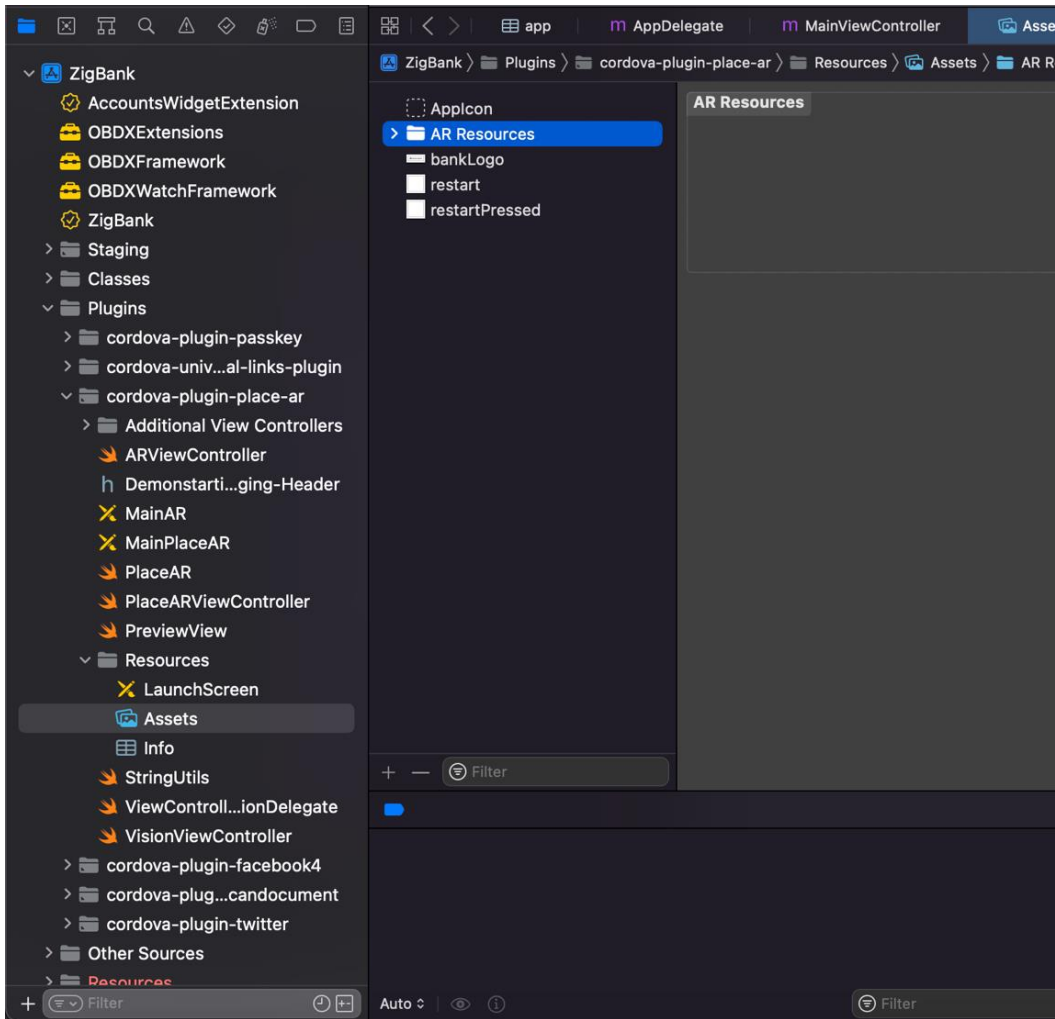 app
AppDelegate
MainViewController
Asse
ZigBank
Plugins
cordova-plugin-place-ar
Resources
Assets
AR R
ZigBank
AccountsWidgetExtension
OBDXExtensions
OBDXFramework
OBDXWatchFramework
ZigBank
Staging
Classes
Plugins
cordova-plugin-passkey
cordova-univ...al-links-plugin
cordova-plugin-place-ar
Additional View Controllers
ARViewController
h Demonstarti...ging-Header
MainAR
MainPlaceAR
PlaceAR
PlaceARViewController
PreviewView
Resources
LaunchScreen
Assets
Info
StringUtils
ViewControll...ionDelegate
VisionViewController
cordova-plugin-facebook4
cordova-plug...candocument
cordova-plugin-twitter
Other Sources
Resources
Filter
AppIcon
AR Resources
bankLogo
restart
restartPressed
Filter
AR Resources
Auto
Filter